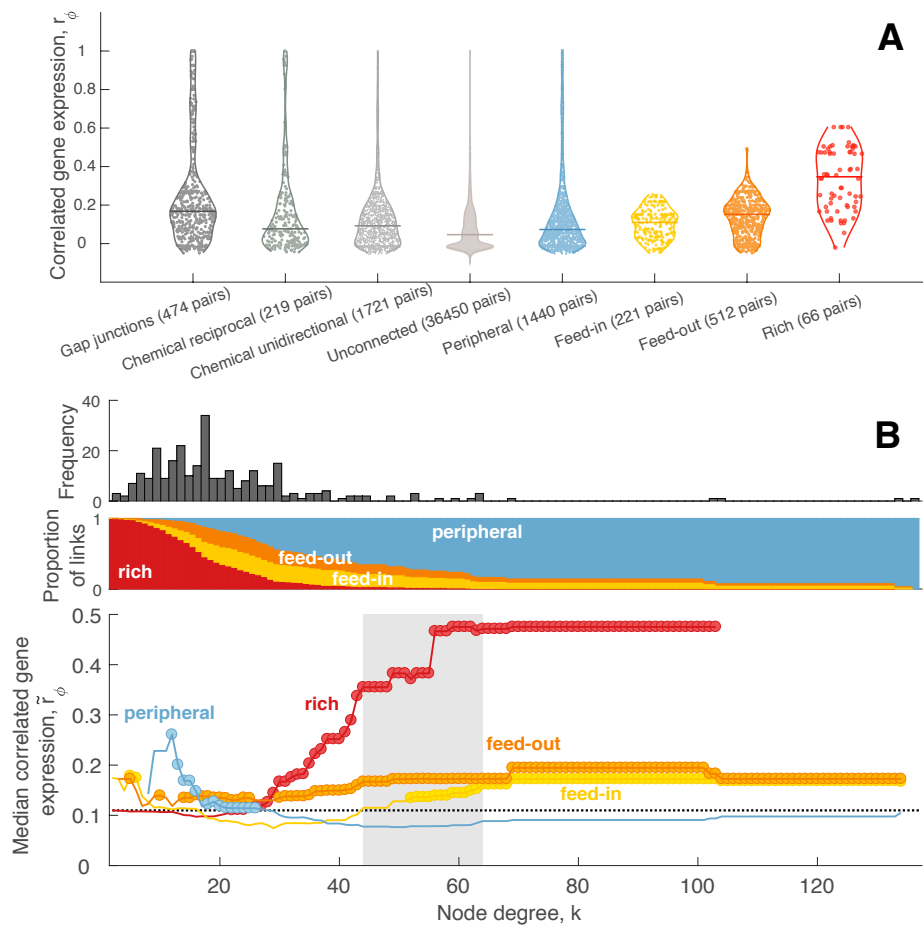 A
Correlated gene expression, r_ϕ
1
0.8
0.6
0.4
0.2
0
Gap junctions (474 pairs)
Chemical reciprocal (219 pairs)
Chemical unidirectional (1721 pairs)
Unconnected (36450 pairs)
Peripheral (1440 pairs)
Feed-in (221 pairs)
Feed-out (512 pairs)
Rich (66 pairs)
B
Frequency
40
20
0
Proportion
of links
1
0
peripheral
feed-out
feed-in
rich
Median correlated gene
expression, r̃_ϕ
0.5
0.4
0.3
0.2
0.1
0
peripheral
rich
feed-out
feed-in
20
40
60
80
100
120
Node degree, k